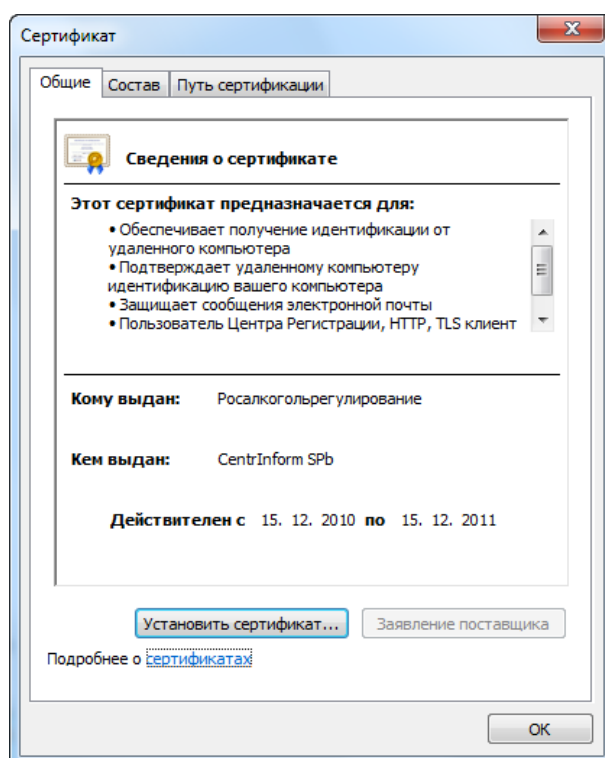 Сертификат
Общие Состав Путь сертификации
Сведения о сертификате
Этот сертификат предназначается для:
• Обеспечивает получение идентификации от
удаленного компьютера
• Подтверждает удаленному компьютеру
идентификацию вашего компьютера
• Защищает сообщения электронной почты
• Пользователь Центра Регистрации, HTTP, TLS клиент
Кому выдан: Росалкогольрегулирование
Кем выдан: CentrInform SPb
Действителен с 15. 12. 2010 по 15. 12. 2011
Установить сертификат... Заявление поставщика
Подробнее о сертификатах
ОК